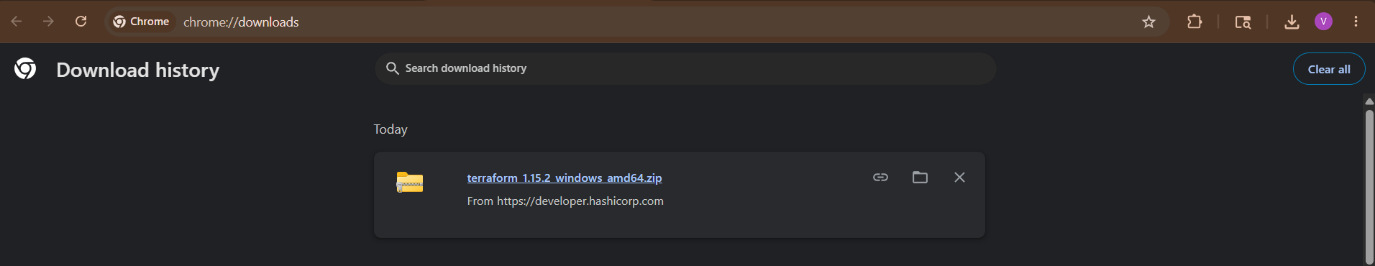 Chrome chrome://downloads V
Download history Search download history Clear all
Today
terraform_1.15.2_windows_amd64.zip
From https://developer.hashicorp.com